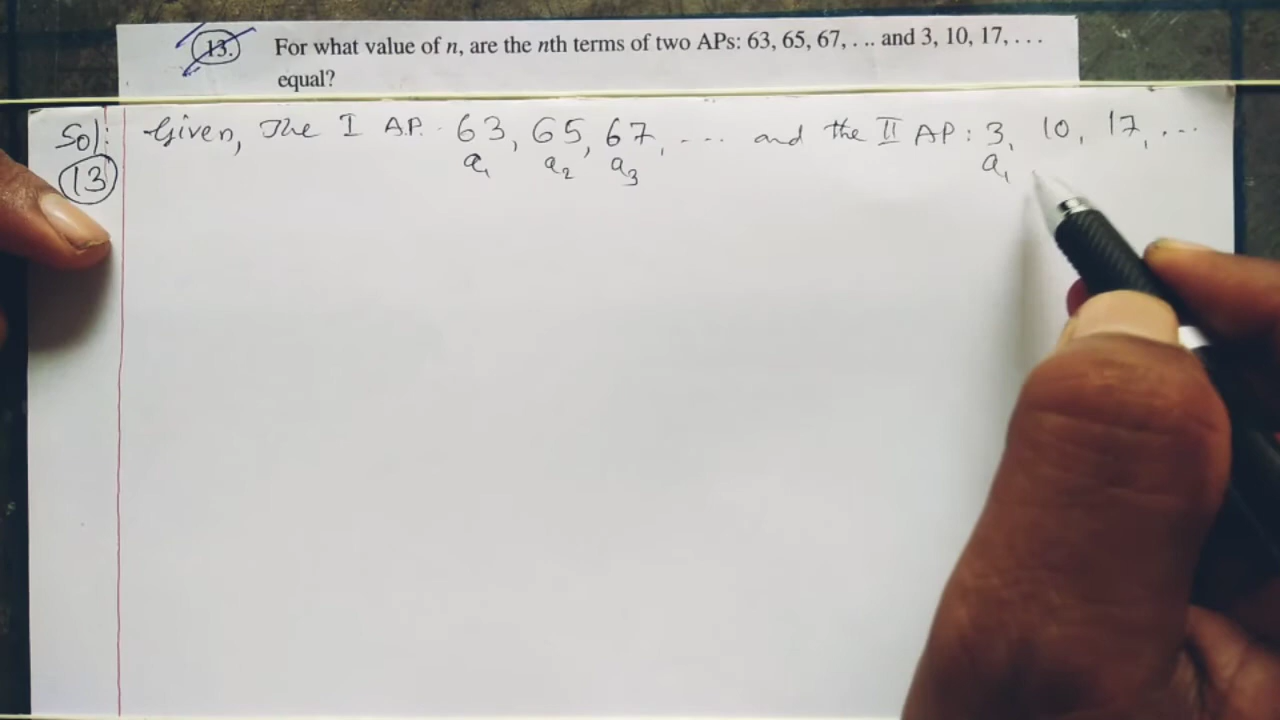 13. For what value of n, are the nth terms of two APs: 63, 65, 67, . . . and 3, 10, 17, . . .
equal?
Sol: Given, The I A.P. 63, 65, 67, .... and the II AP : 3, 10, 17, ...
13 a1 a2 a3 a1